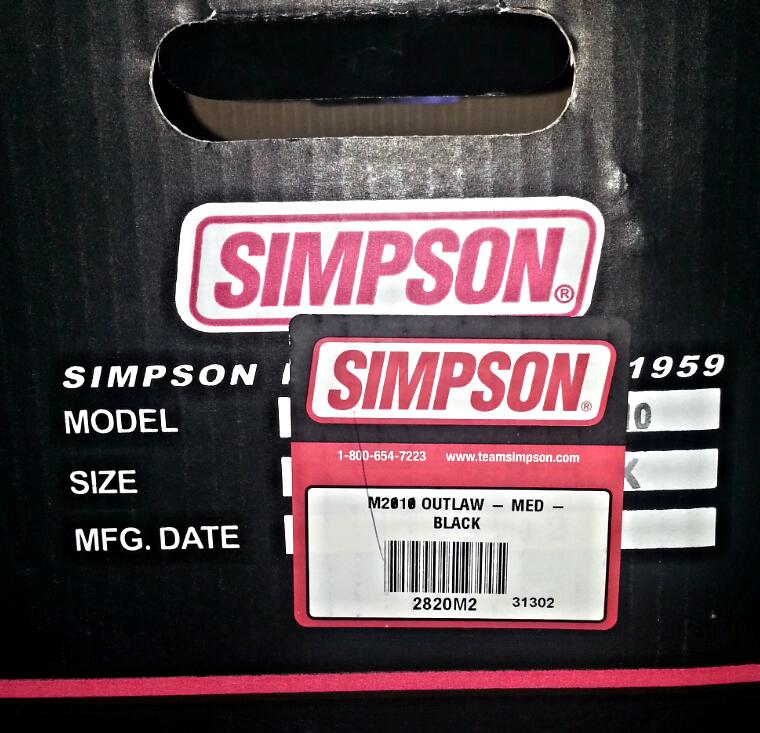 SIMPSON®
SIMPSON 1959
MODEL
SIZE
MFG. DATE
SIMPSON®
1-800-654-7223 www.teamsimpson.com
M2010 OUTLAW – MED –
BLACK
2820M2 31302